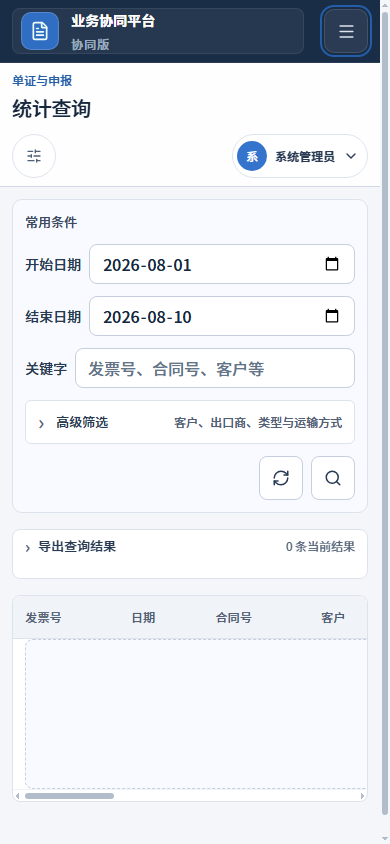 业务协同平台
协同版
单证与申报
统计查询
系 系统管理员
常用条件
开始日期 2026-08-01
结束日期 2026-08-10
关键字 发票号、合同号、客户等
高级筛选 客户、出口商、类型与运输方式
导出查询结果 0 条当前结果
发票号 日期 合同号 客户